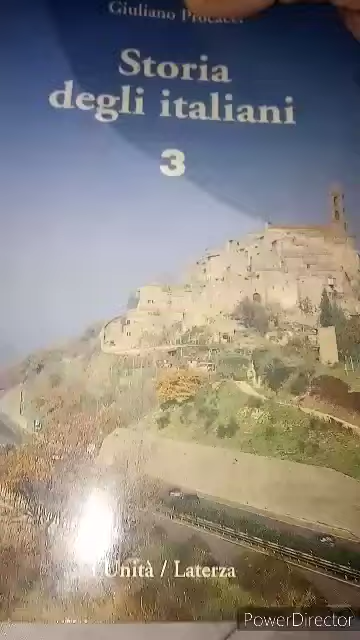 Giuliano Procacci
Storia
degli italiani
3
l'Unità / Laterza
PowerDirector